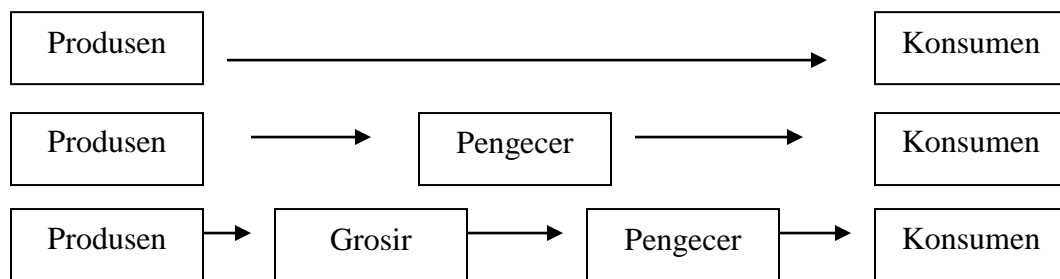 Produsen Konsumen
Produsen Pengecer Konsumen
Produsen Grosir Pengecer Konsumen